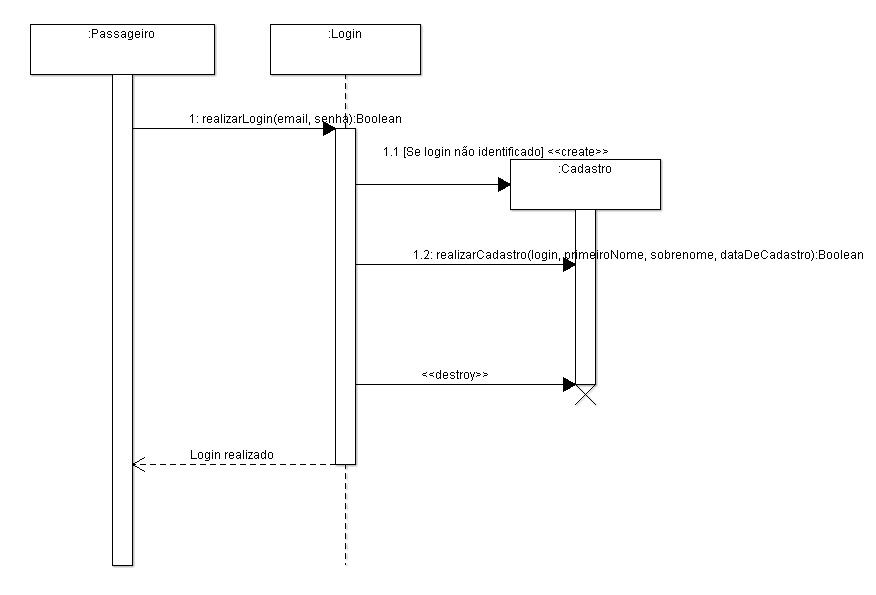 :Passageiro
:Login
1: realizarLogin(email, senha):Boolean
1.1 [Se login não identificado] <<create>>
:Cadastro
1.2: realizarCadastro(login, primeiroNome, sobrenome, dataDeCadastro):Boolean
<<destroy>>
Login realizado